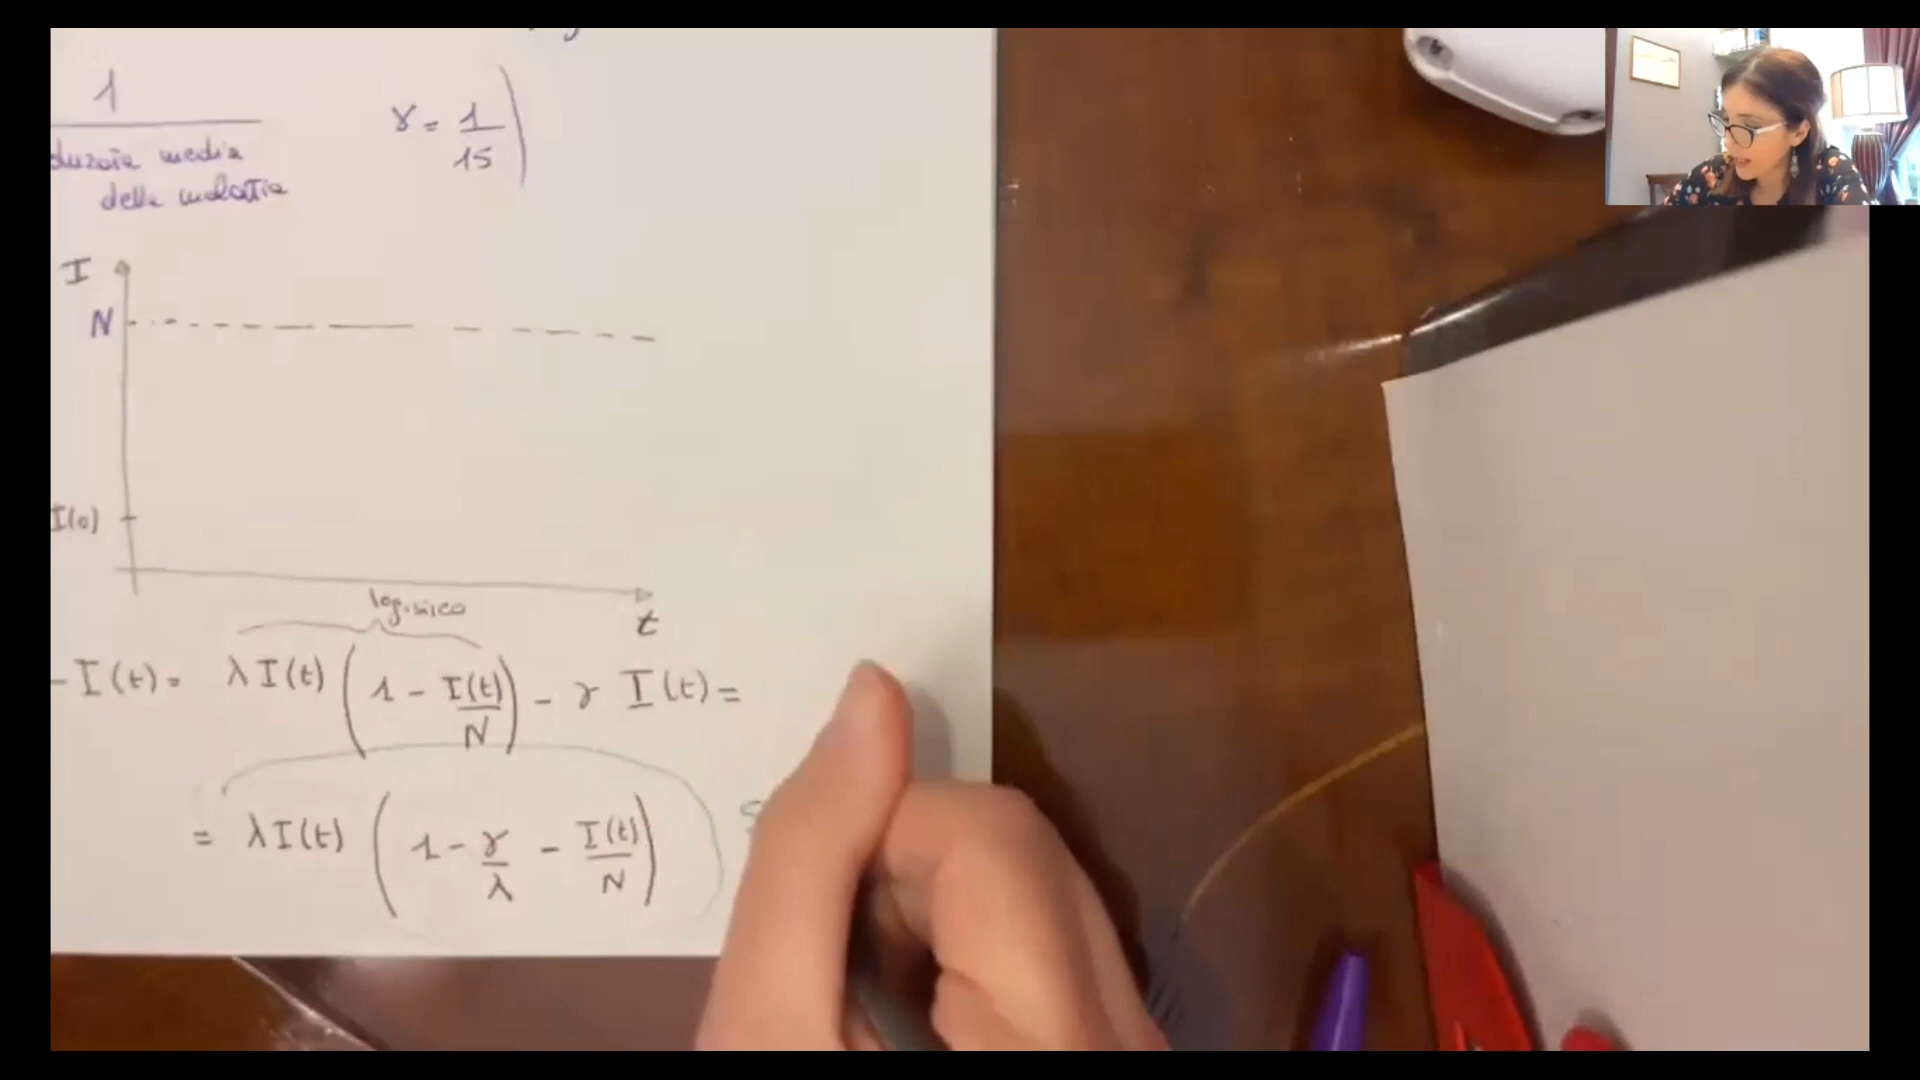 1
γ = 1/15
durata media
della malattia
I
N
I(0)
t
logistico
- I(t) = λ I(t) (1 - I(t)/N) - γ I(t) =
= λ I(t) (1 - γ/λ - I(t)/N)